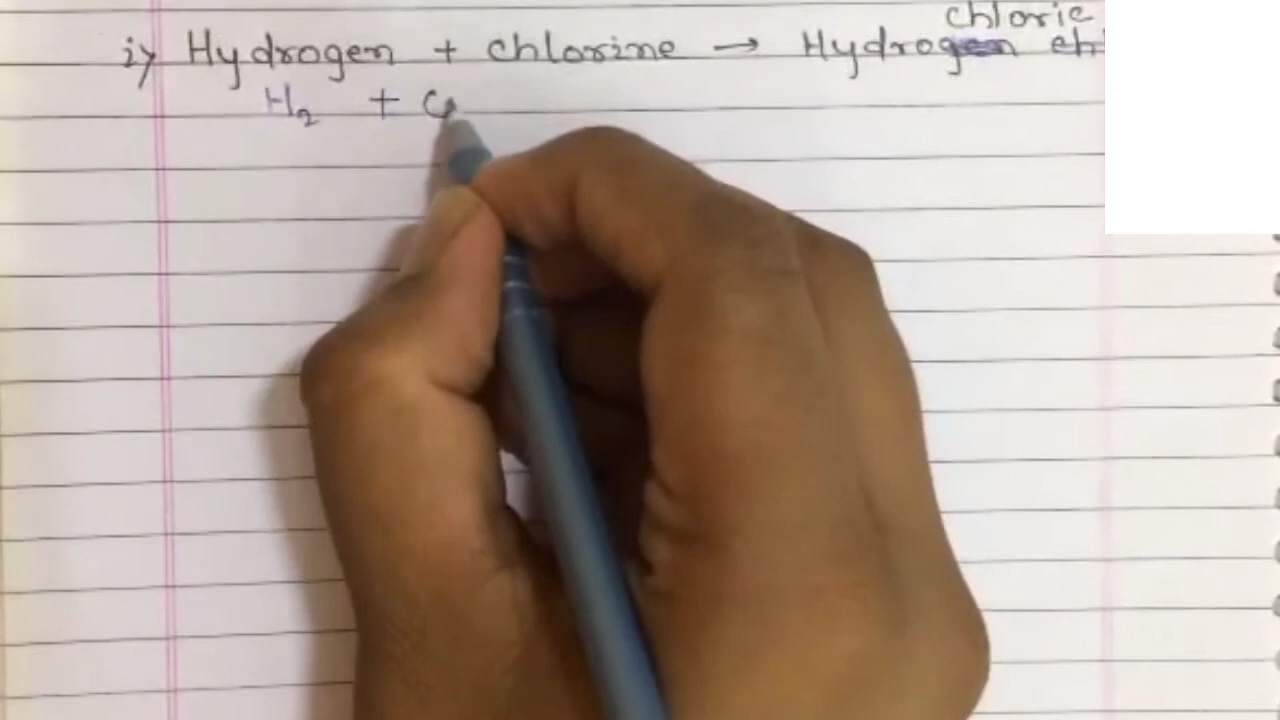 chloric
i) Hydrogen + chlorine → Hydrogen
H₂ + C